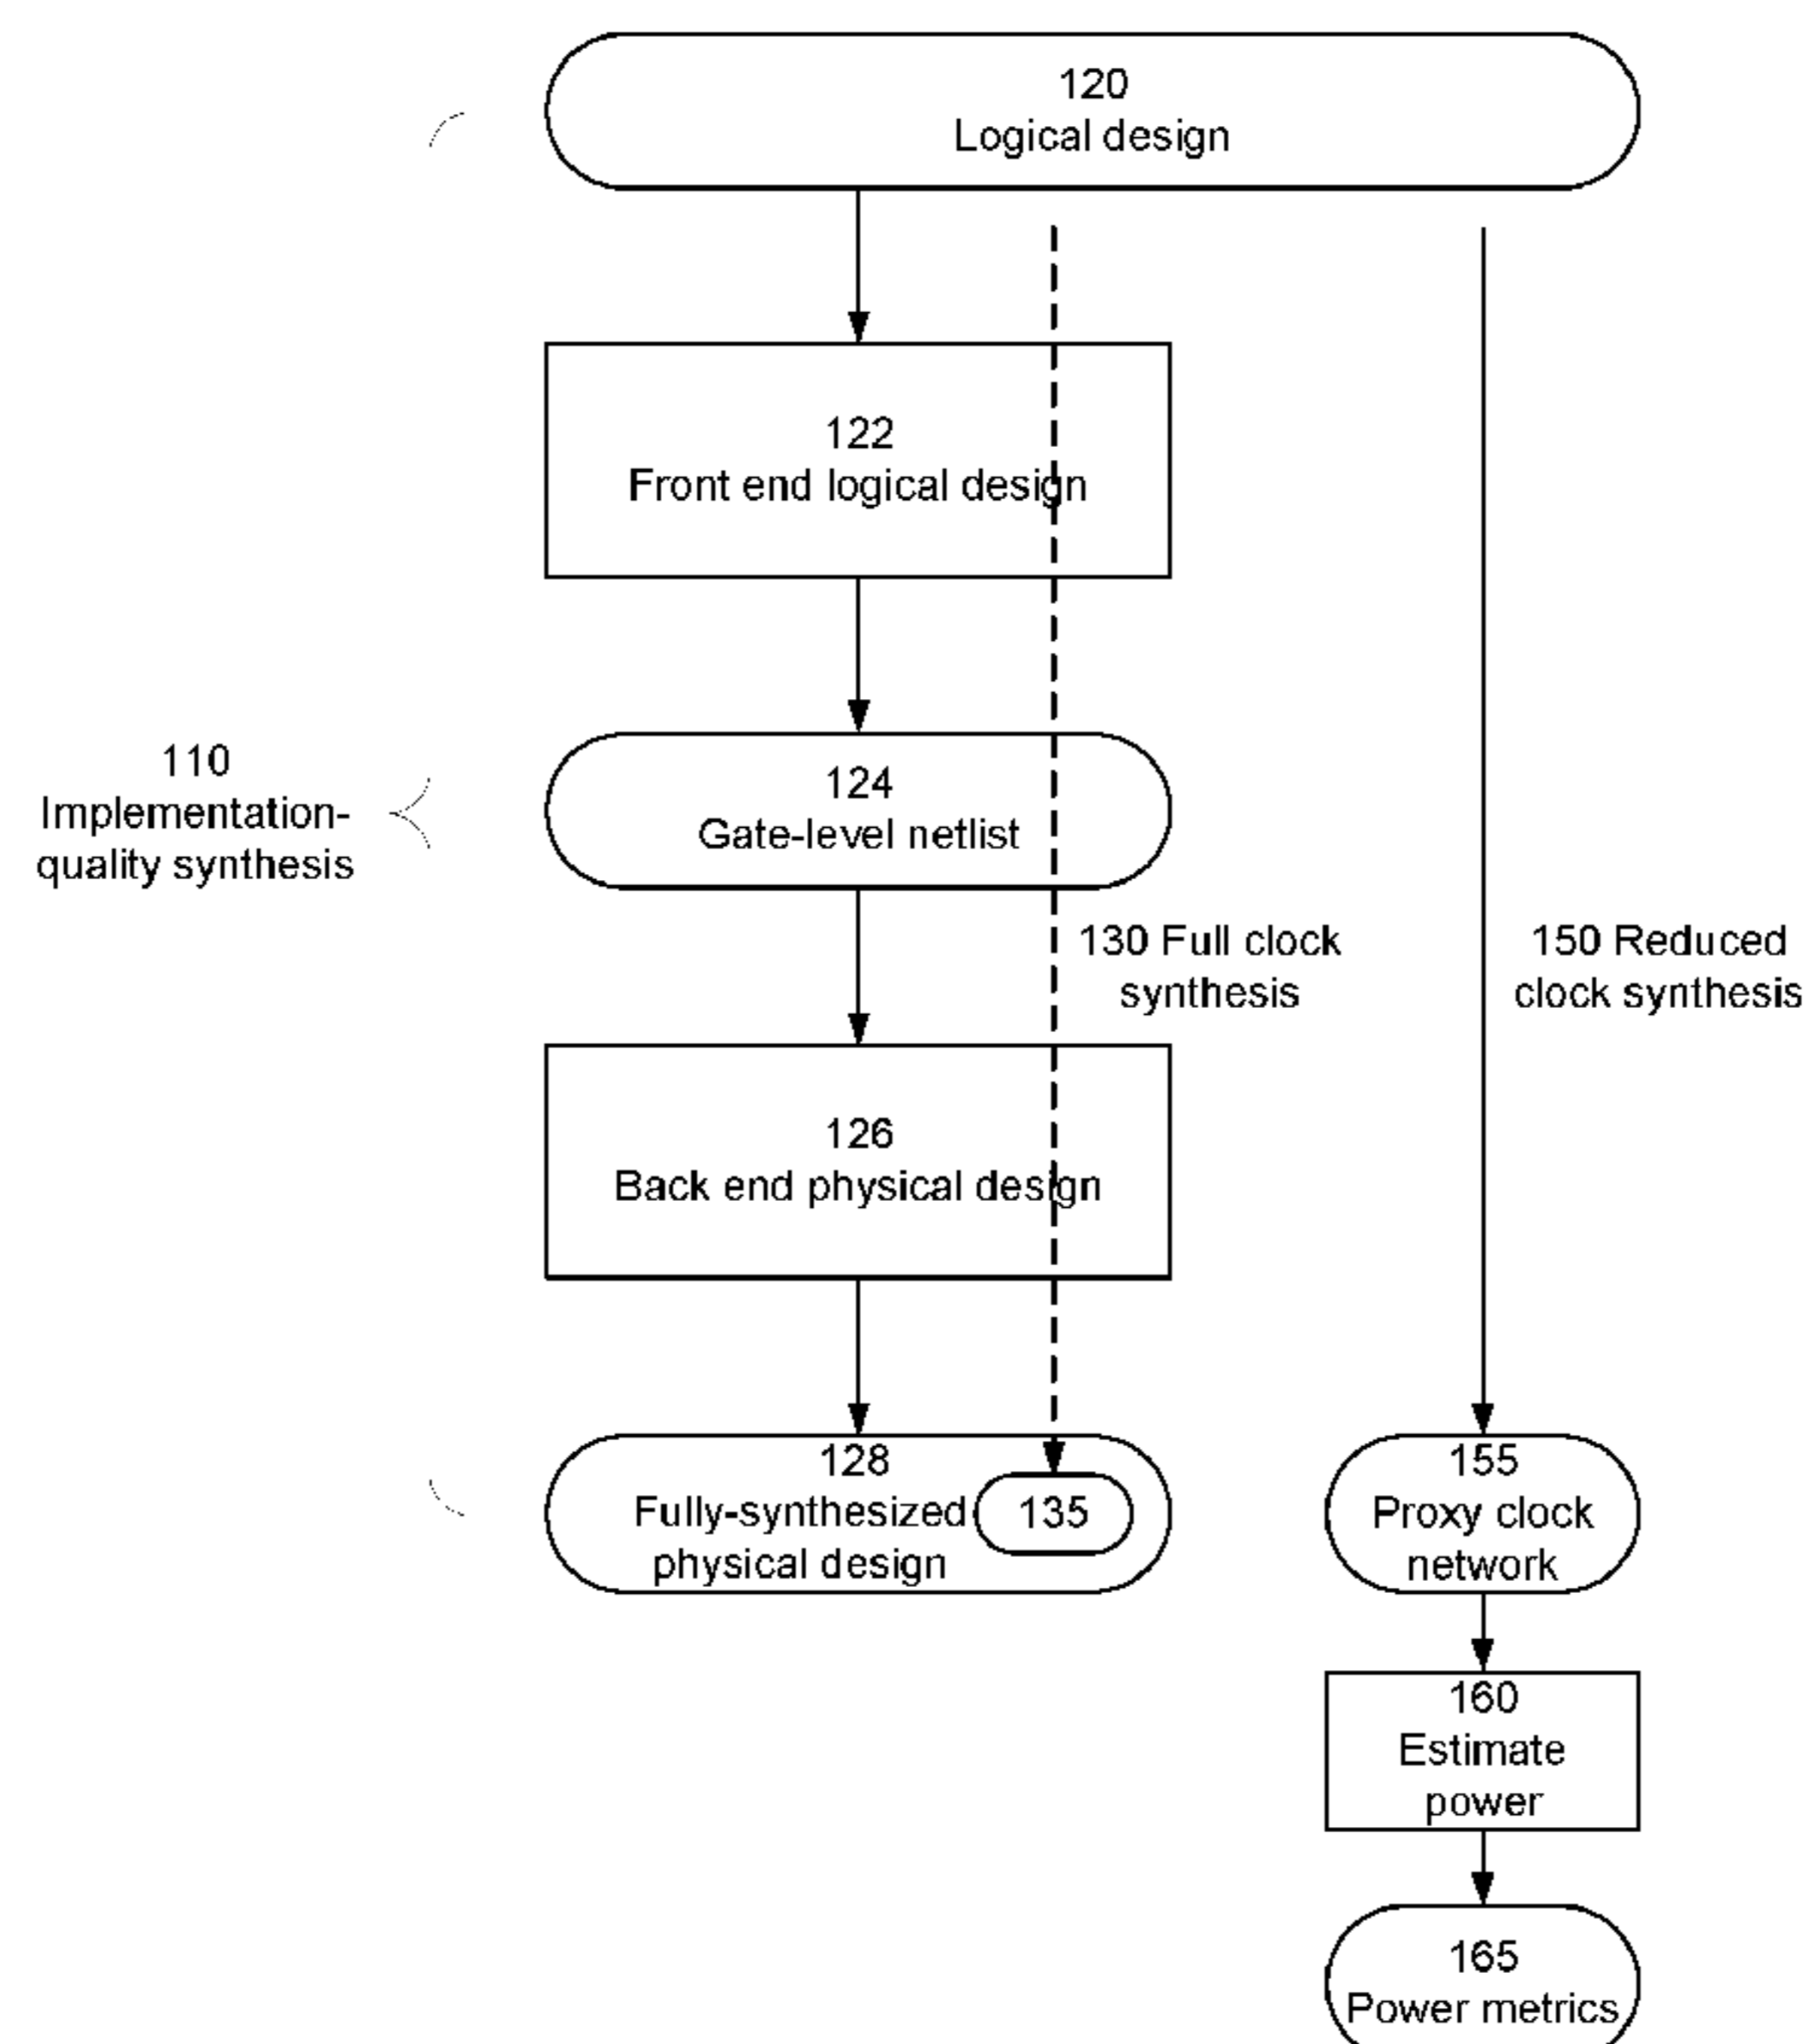 120
Logical design
122
Front end logical design
110
Implementation-
quality synthesis
124
Gate-level netlist
130 Full clock
synthesis
150 Reduced
clock synthesis
126
Back end physical design
128
Fully-synthesized
physical design
135
155
Proxy clock
network
160
Estimate
power
165
Power metrics